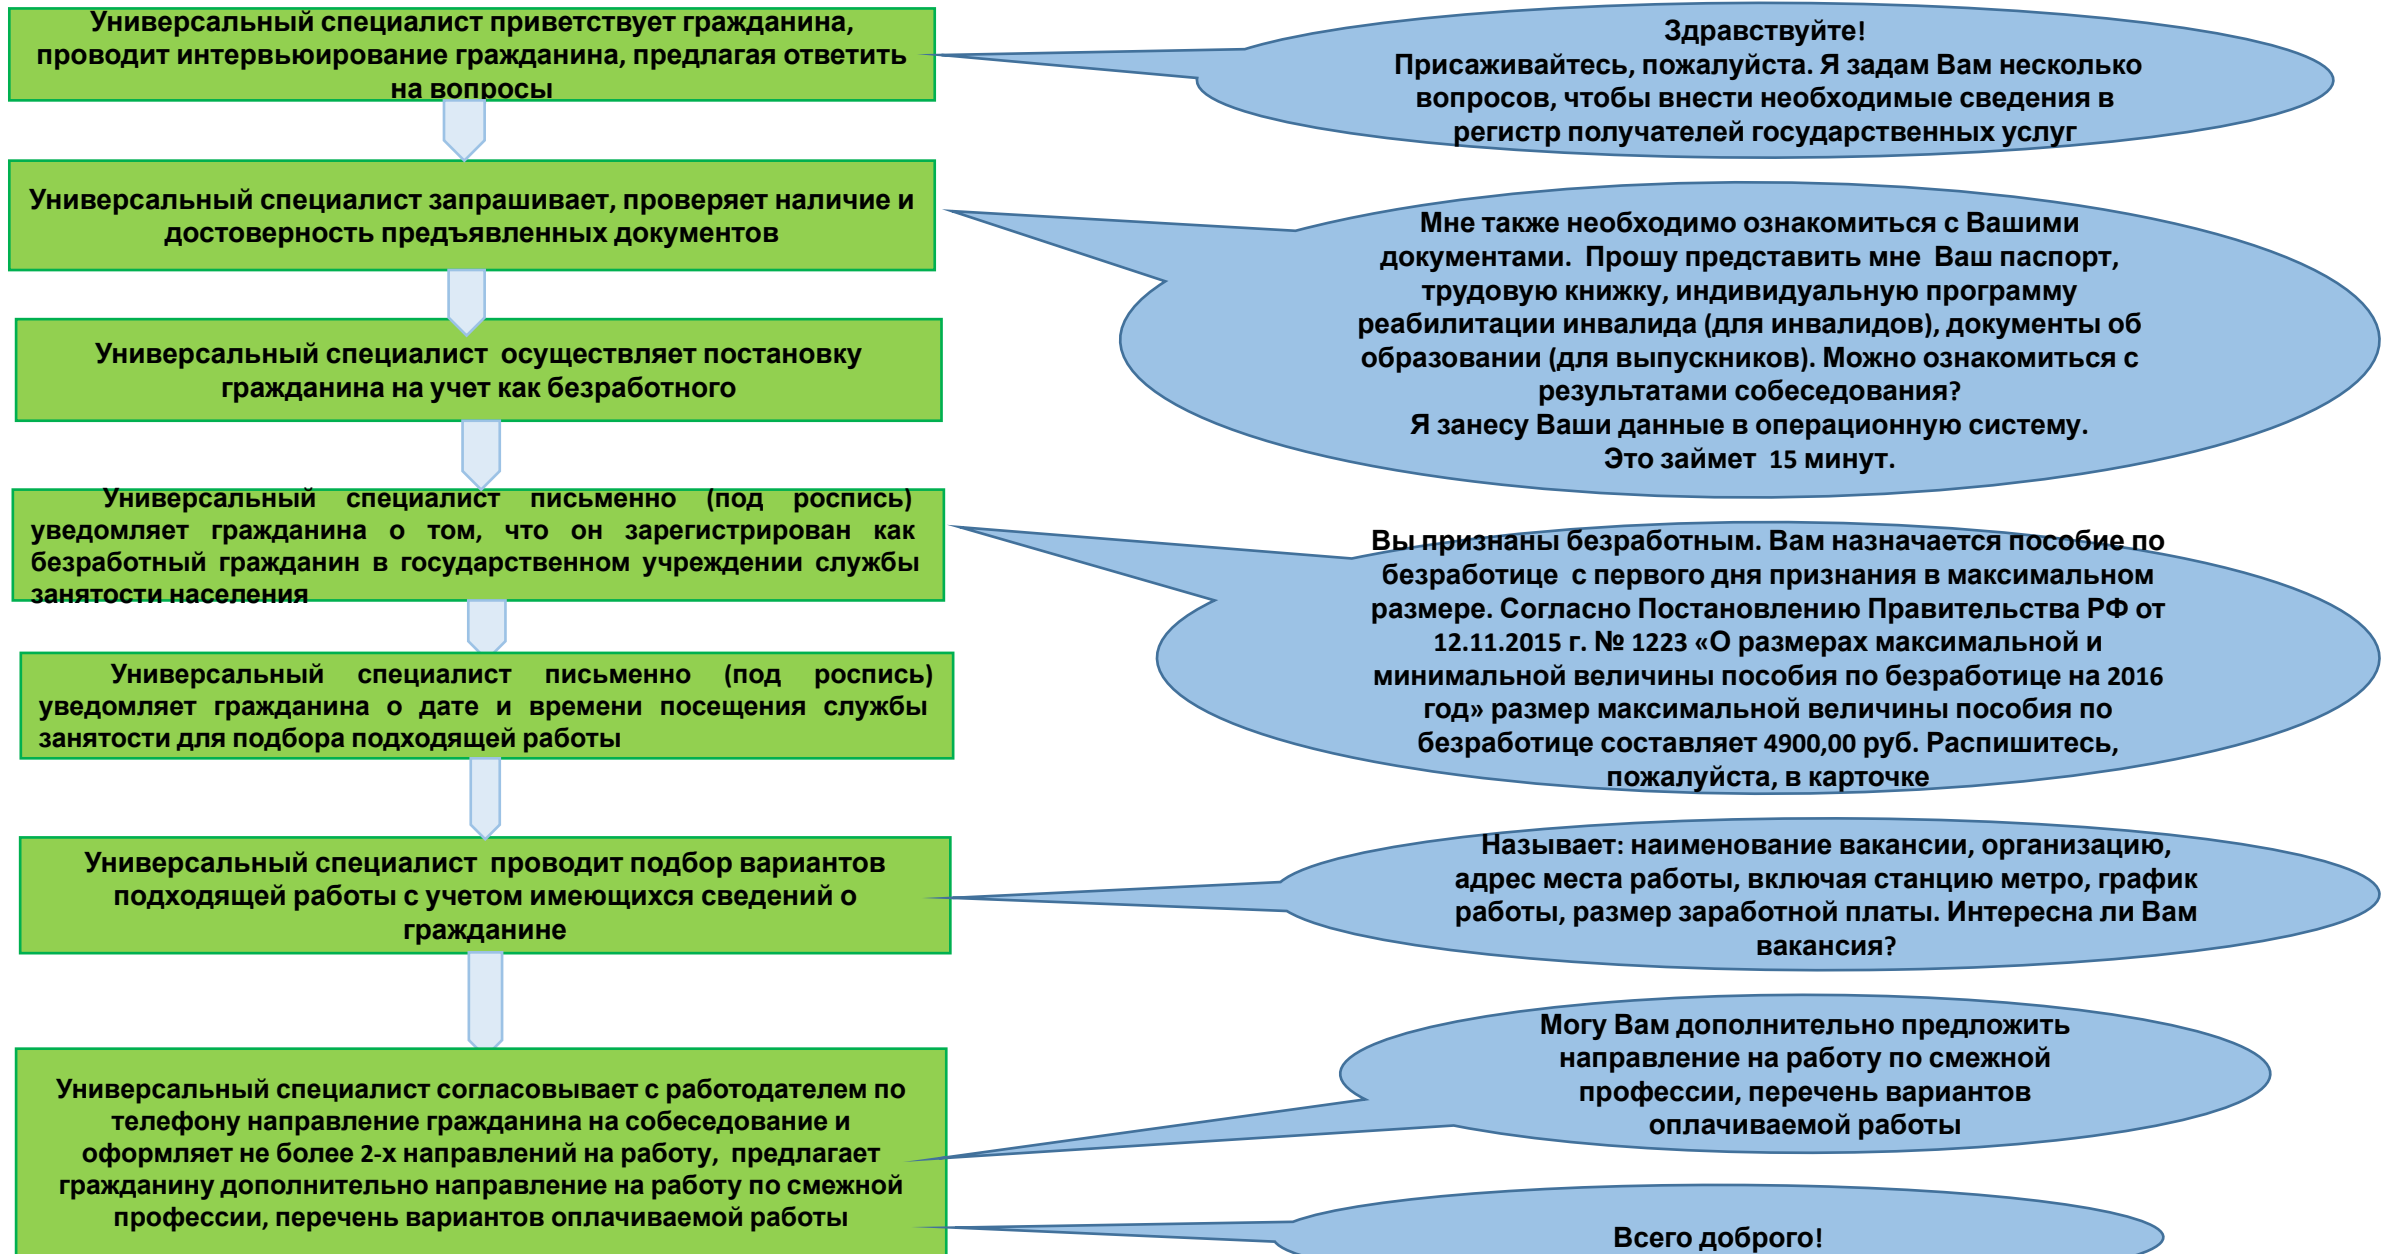 Универсальный специалист приветствует гражданина,
проводит интервьюирование гражданина, предлагая ответить
на вопросы
Здравствуйте!
Присаживайтесь, пожалуйста. Я задам Вам несколько
вопросов, чтобы внести необходимые сведения в
регистр получателей государственных услуг
Универсальный специалист запрашивает, проверяет наличие и
достоверность предъявленных документов
Мне также необходимо ознакомиться с Вашими
документами. Прошу представить мне Ваш паспорт,
трудовую книжку, индивидуальную программу
реабилитации инвалида (для инвалидов), документы об
образовании (для выпускников). Можно ознакомиться с
результатами собеседования?
Я занесу Ваши данные в операционную систему.
Это займет 15 минут.
Универсальный специалист осуществляет постановку
гражданина на учет как безработного
Универсальный специалист письменно (под роспись)
уведомляет гражданина о том, что он зарегистрирован как
безработный гражданин в государственном учреждении службы
занятости населения
Вы признаны безработным. Вам назначается пособие по
безработице с первого дня признания в максимальном
размере. Согласно Постановлению Правительства РФ от
12.11.2015 г. № 1223 «О размерах максимальной и
минимальной величины пособия по безработице на 2016
год» размер максимальной величины пособия по
безработице составляет 4900,00 руб. Распишитесь,
пожалуйста, в карточке
Универсальный специалист письменно (под роспись)
уведомляет гражданина о дате и времени посещения службы
занятости для подбора подходящей работы
Универсальный специалист проводит подбор вариантов
подходящей работы с учетом имеющихся сведений о
гражданине
Называет: наименование вакансии, организацию,
адрес места работы, включая станцию метро, график
работы, размер заработной платы. Интересна ли Вам
вакансия?
Универсальный специалист согласовывает с работодателем по
телефону направление гражданина на собеседование и
оформляет не более 2-х направлений на работу, предлагает
гражданину дополнительно направление на работу по смежной
профессии, перечень вариантов оплачиваемой работы
Могу Вам дополнительно предложить
направление на работу по смежной
профессии, перечень вариантов
оплачиваемой работы
Всего доброго!